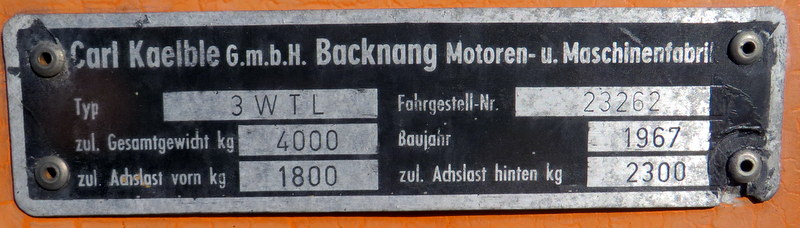 Carl Kaelble G.m.b.H. Backnang Motoren- u. Maschinenfabrik
Typ 3 W T L Fahrgestell-Nr. 23262
zul. Gesamtgewicht kg 4000 Baujahr 1967
zul. Achslast vorn kg 1800 zul. Achslast hinten kg 2300